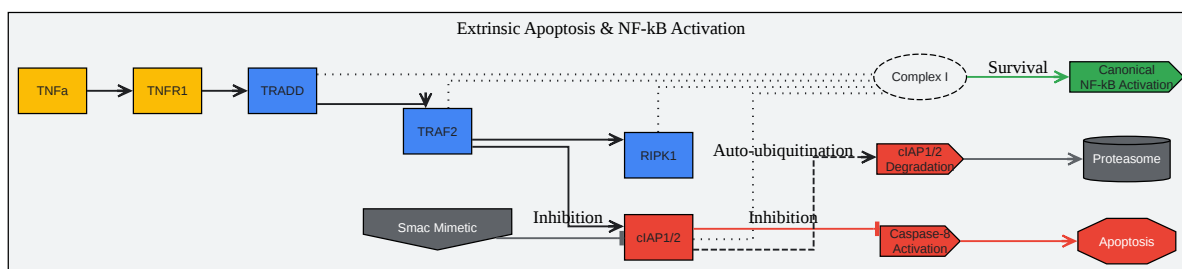 Extrinsic Apoptosis & NF-kB Activation
TNFa
TNFR1
TRADD
Complex I
Survival
Canonical
NF-kB Activation
TRAF2
RIPK1
Auto-ubiquitination
cIAP1/2
Degradation
Proteasome
Smac Mimetic
Inhibition
cIAP1/2
Inhibition
Caspase-8
Activation
Apoptosis